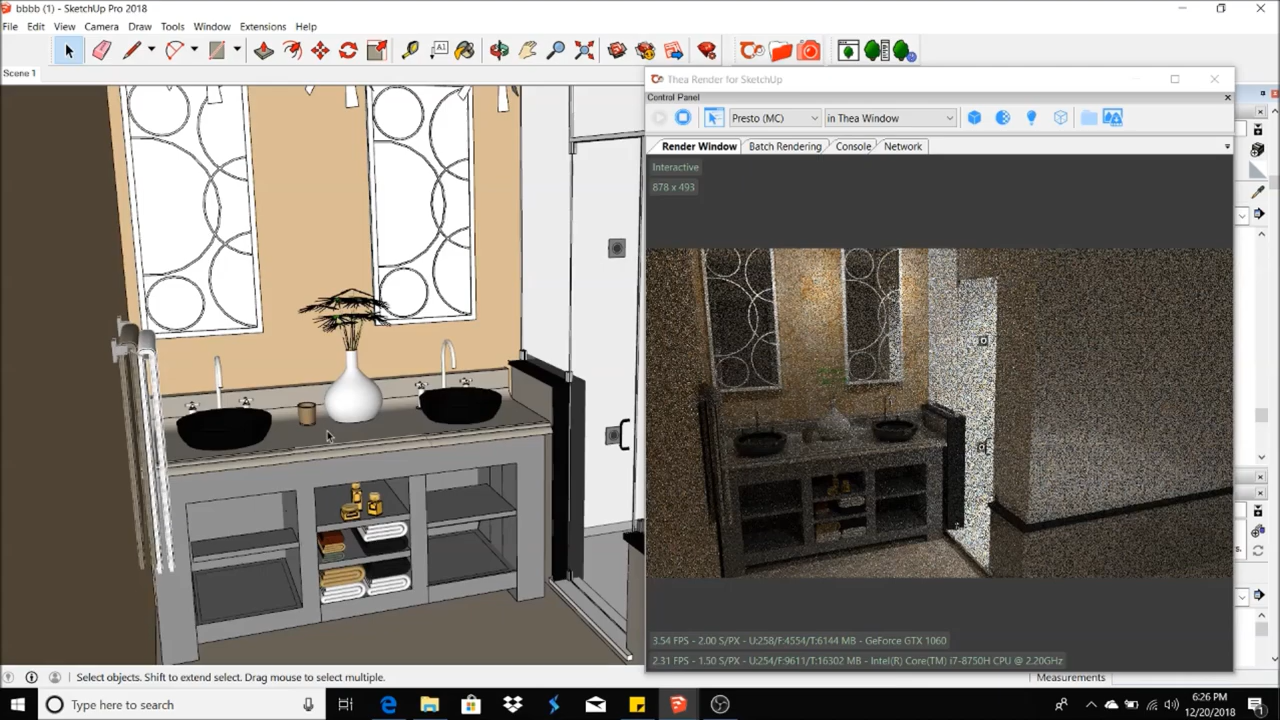 bbbb (1) - SketchUp Pro 2018
File Edit View Camera Draw Tools Window Extensions Help
Scene 1
Thea Render for SketchUp
Control Panel
Presto (MC) in Thea Window
Render Window Batch Rendering Console Network
Interactive
878 x 493
3.54 FPS - 2.00 S/PX - U:258/F:4554/T:6144 MB - GeForce GTX 1060
2.31 FPS - 1.50 S/PX - U:254/F:9611/T:16302 MB - Intel(R) Core(TM) i7-8750H CPU @ 2.20GHz
Select objects. Shift to extend select. Drag mouse to select multiple.
Measurements
Type here to search
6:26 PM
12/20/2018